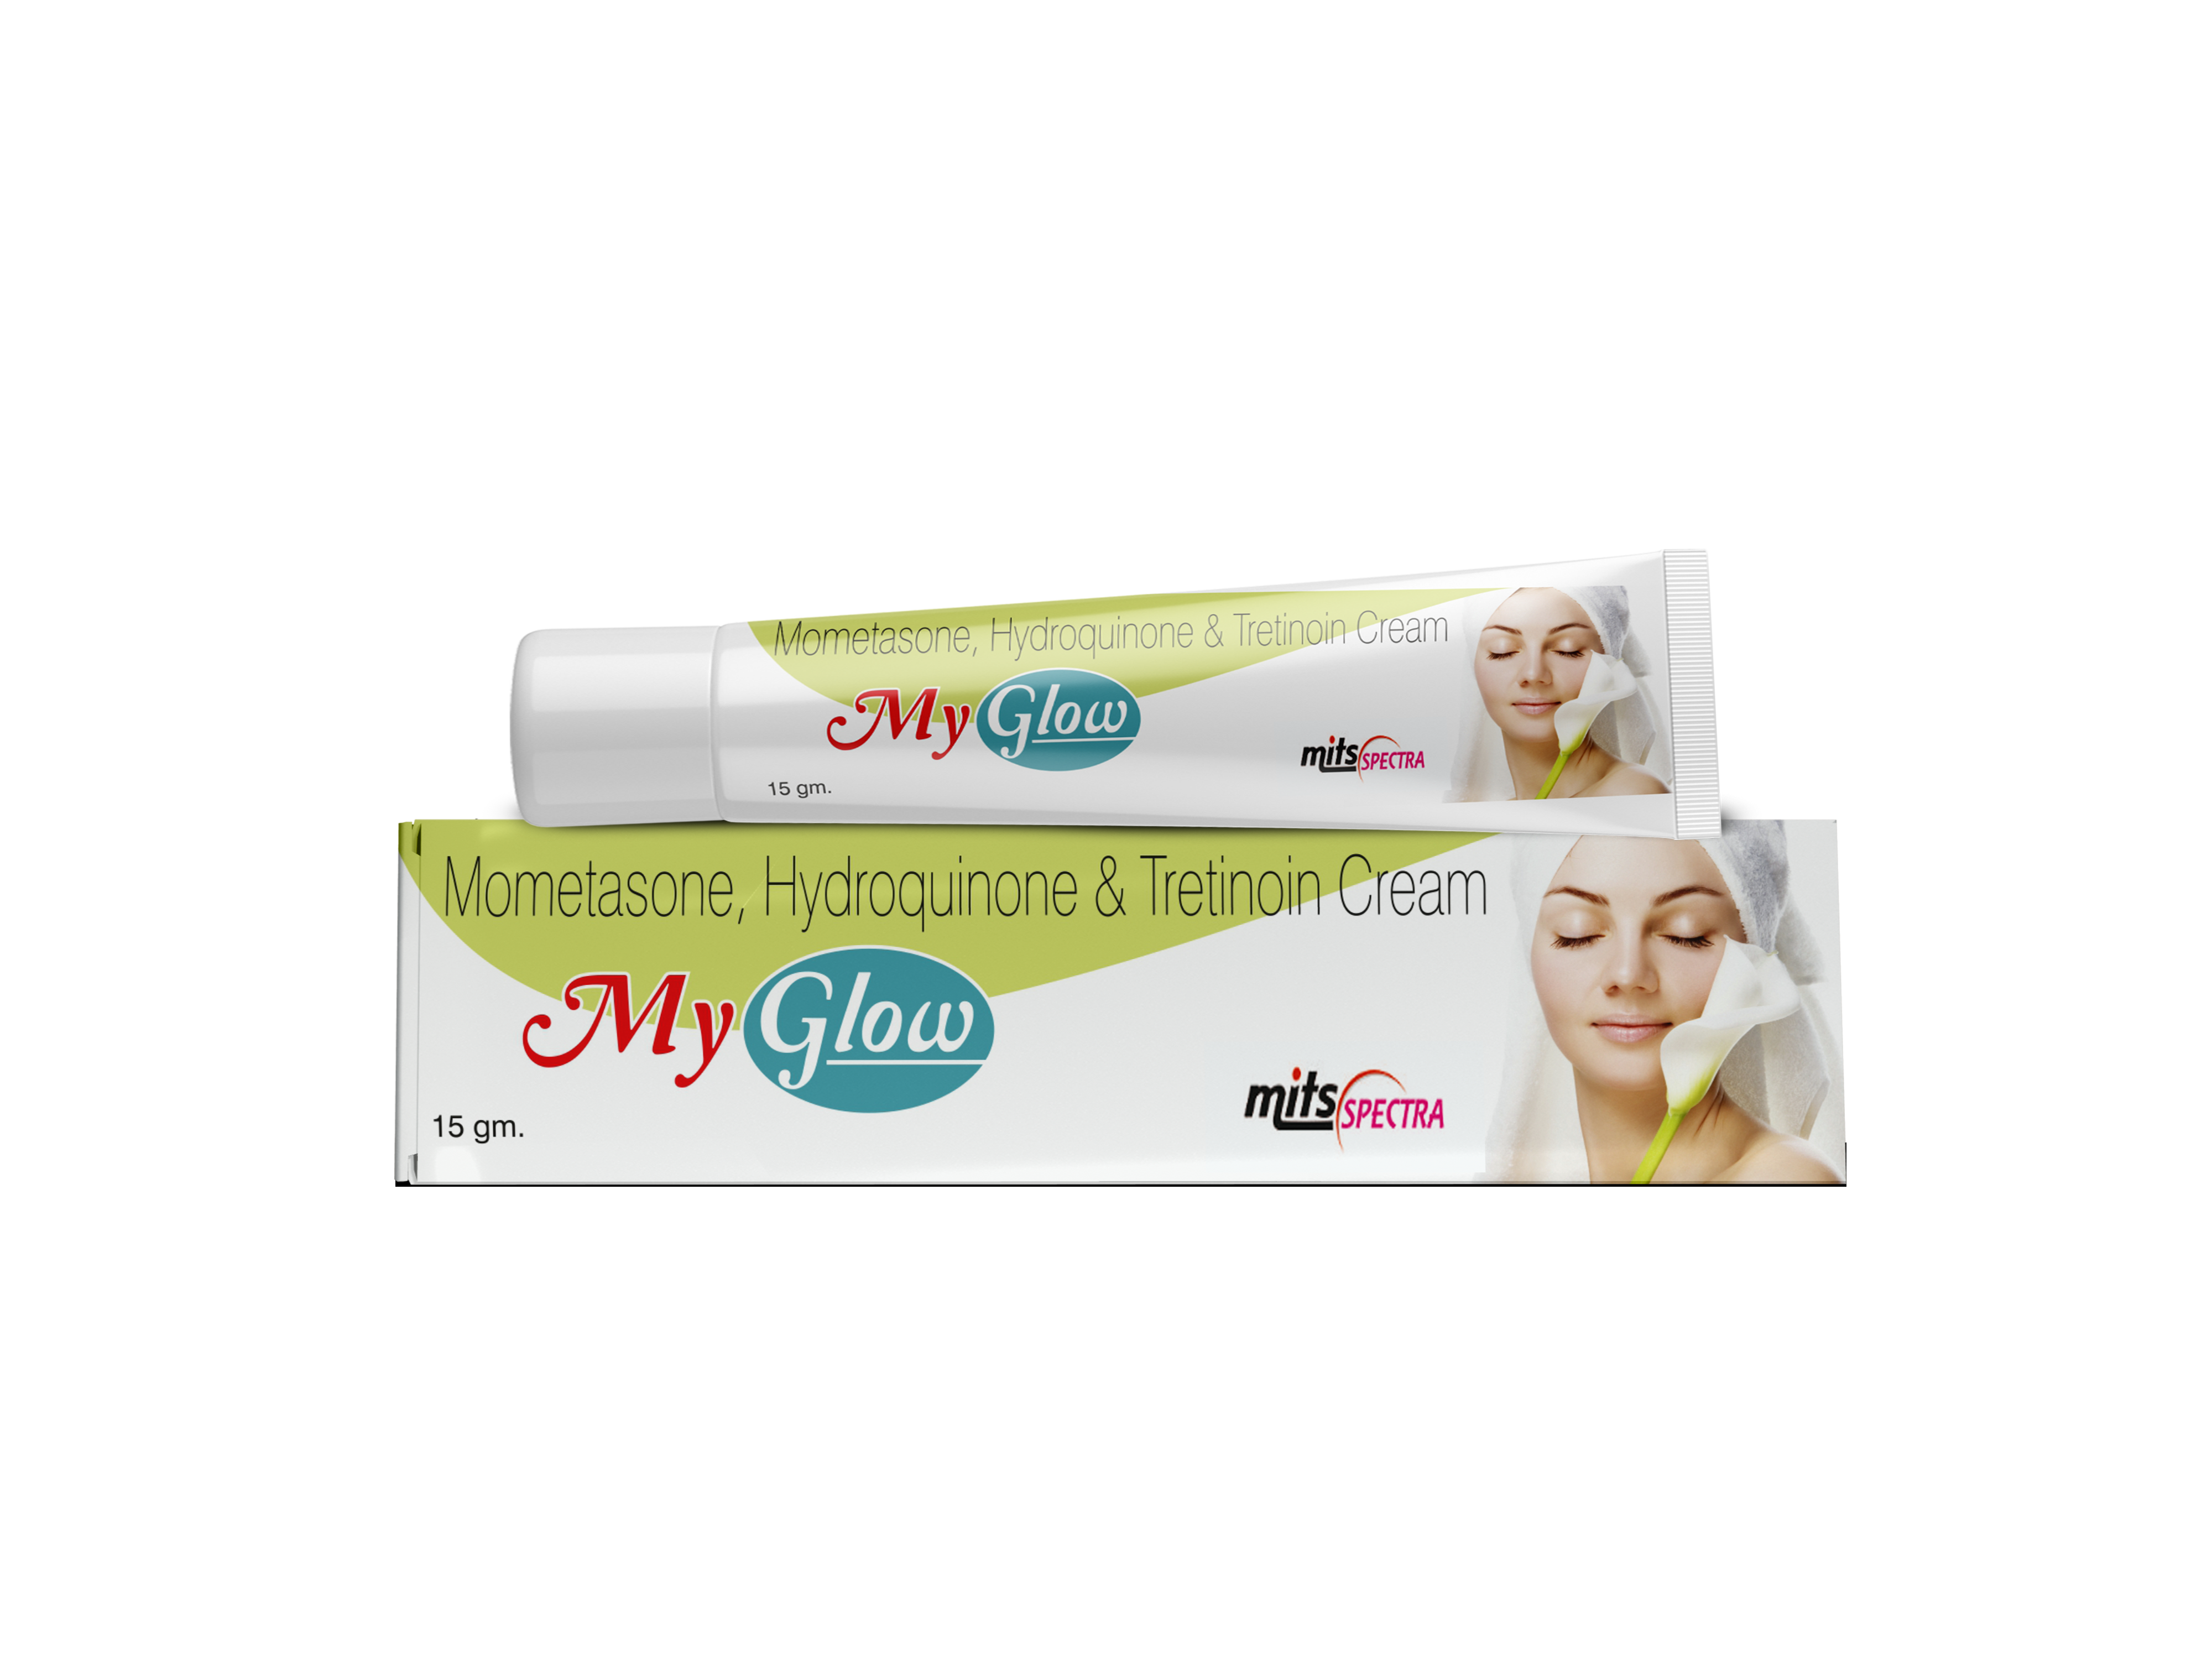 Mometasone, Hydroquinone & Tretinoin Cream
My Glow
mits SPECTRA
15 gm.
Mometasone, Hydroquinone & Tretinoin Cream
My Glow
mits SPECTRA
15 gm.